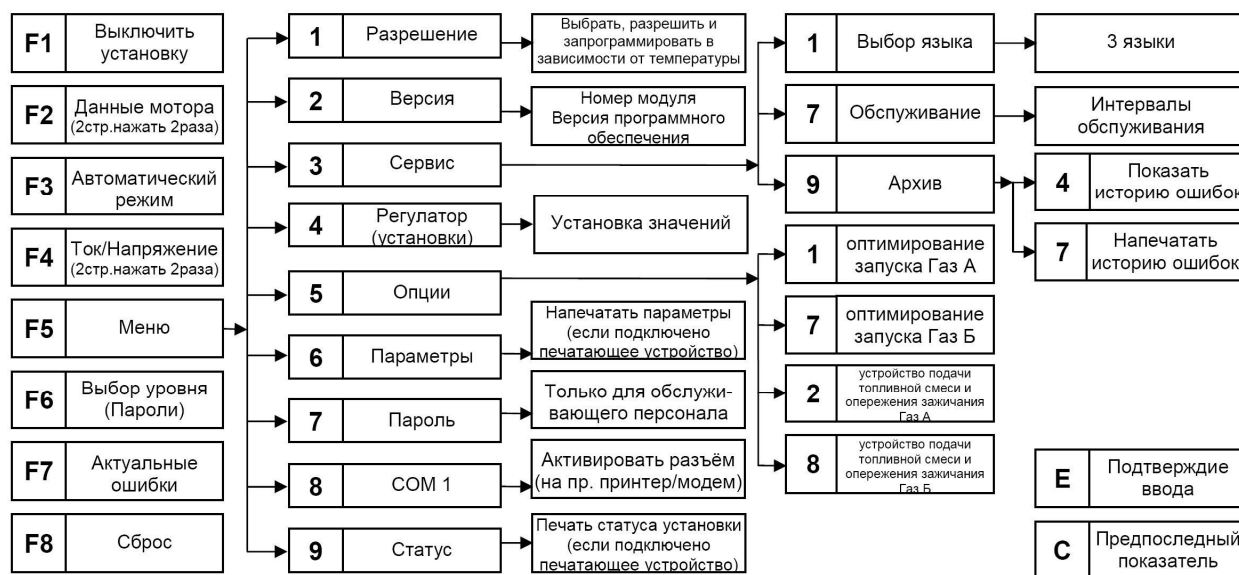 F1
Выключить
установку
F2
Данные мотора
(2стр.нажать 2раза)
F3
Автоматический
режим
F4
Ток/Напряжение
(2стр.нажать 2раза)
F5
Меню
F6
Выбор уровня
(Пароли)
F7
Актуальные
ошибки
F8
Сброс
1
Разрешение
2
Версия
3
Сервис
4
Регулятор
(установки)
5
Опции
6
Параметры
7
Пароль
8
COM 1
9
Статус
Выбрать, разрешить и
запрограммировать в
зависимости от температуры
Номер модуля
Версия программного
обеспечения
Установка значений
Напечатать параметры
(если подключено
печатающее устройство)
Только для обслужи-
вающего персонала
Активировать разъём
(на пр. принтер/модем)
Печать статуса установки
(если подключено
печатающее устройство)
1
Выбор языка
7
Обслуживание
9
Архив
1
оптимирование
запуска Газ А
7
оптимирование
запуска Газ Б
2
устройство подачи
топливной смеси и
опережения зажичания
Газ А
8
устройство подачи
топливной смеси и
опережения зажичания
Газ Б
3 языки
Интервалы
обслуживания
4
Показать
историю ошибок
7
Напечатать
историю ошибок
E
Подтверждие
ввода
C
Предпоследный
показатель